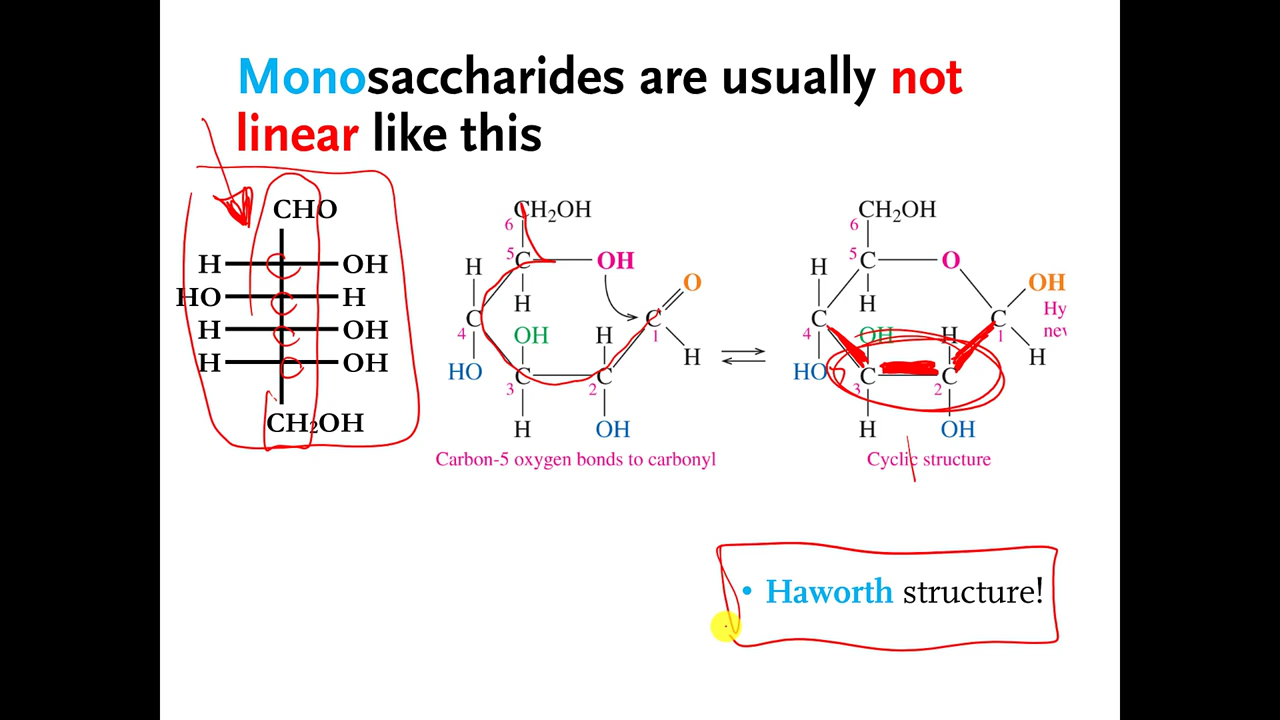 Monosaccharides are usually not
linear like this
CHO
H OH
HO H
H OH
H OH
CH₂OH
CH₂OH
6
5
C OH
H
H
O
C
4
C
1
H
OH
H
HO
C
3
C
2
H
OH
Carbon-5 oxygen bonds to carbonyl
CH₂OH
6
5
C O
H
H
OH
C
4
C
1
H
OH
H
HO
C
3
C
2
H
OH
Hy
nev
Cyclic structure
• Haworth structure!